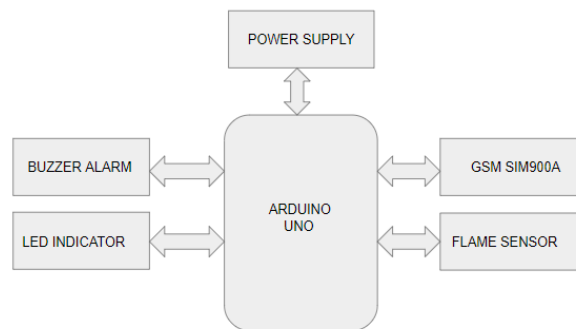 POWER SUPPLY
BUZZER ALARM
GSM SIM900A
ARDUINO
UNO
LED INDICATOR
FLAME SENSOR